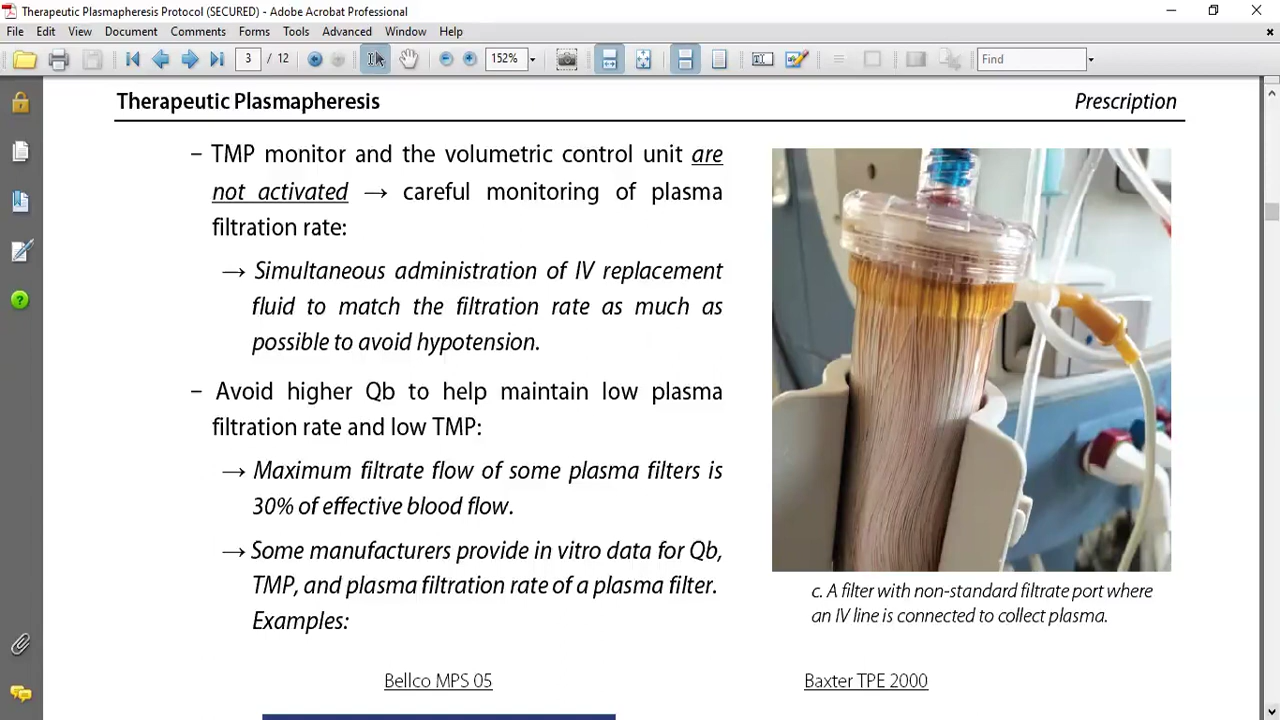 Therapeutic Plasmapheresis Protocol (SECURED) - Adobe Acrobat Professional
File Edit View Document Comments Forms Tools Advanced Window Help
3 / 12 152% Find
Therapeutic Plasmapheresis Prescription
– TMP monitor and the volumetric control unit are
not activated → careful monitoring of plasma
filtration rate:
→ Simultaneous administration of IV replacement
fluid to match the filtration rate as much as
possible to avoid hypotension.
– Avoid higher Qb to help maintain low plasma
filtration rate and low TMP:
→ Maximum filtrate flow of some plasma filters is
30% of effective blood flow.
→ Some manufacturers provide in vitro data for Qb,
TMP, and plasma filtration rate of a plasma filter.
Examples:
c. A filter with non-standard filtrate port where
an IV line is connected to collect plasma.
Bellco MPS 05 Baxter TPE 2000